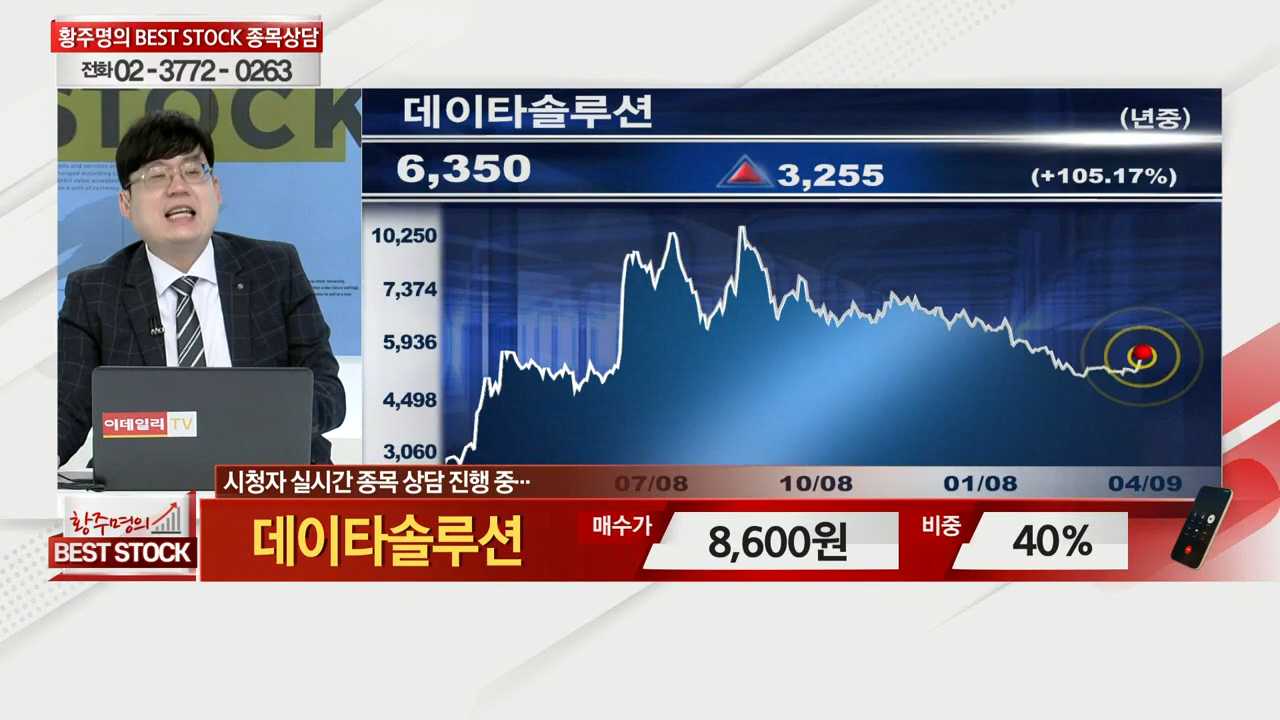 황주명의 BEST STOCK 종목상담
전화 02-3772-0263
STOCK
데이타솔루션
(년중)
6,350
3,255
(+105.17%)
10,250
7,374
5,936
4,498
3,060
07/08
10/08
01/08
04/09
이데일리 TV
시청자 실시간 종목 상담 진행 중...
황주명의
BEST STOCK
데이타솔루션
매수가
8,600원
비중
40%